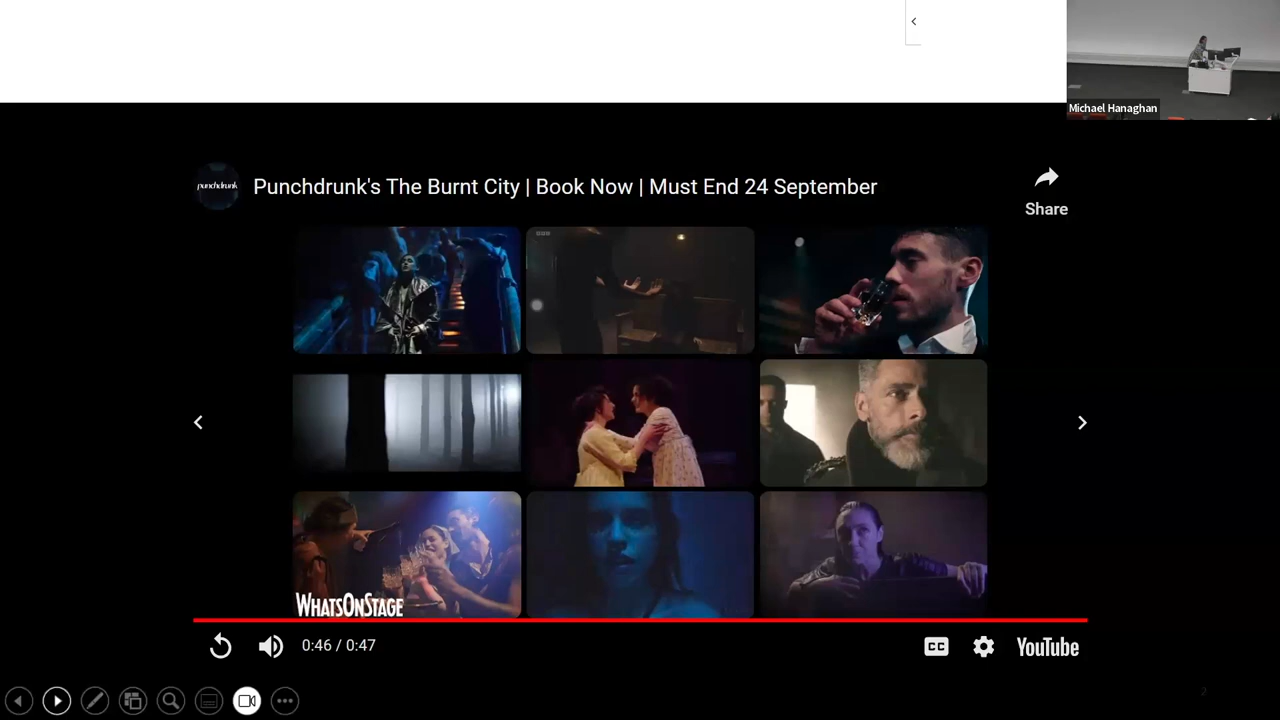 Michael Hanaghan
punchdrunk
Punchdrunk's The Burnt City | Book Now | Must End 24 September
Share
WHATSONSTAGE
0:46 / 0:47
CC
YouTube
2